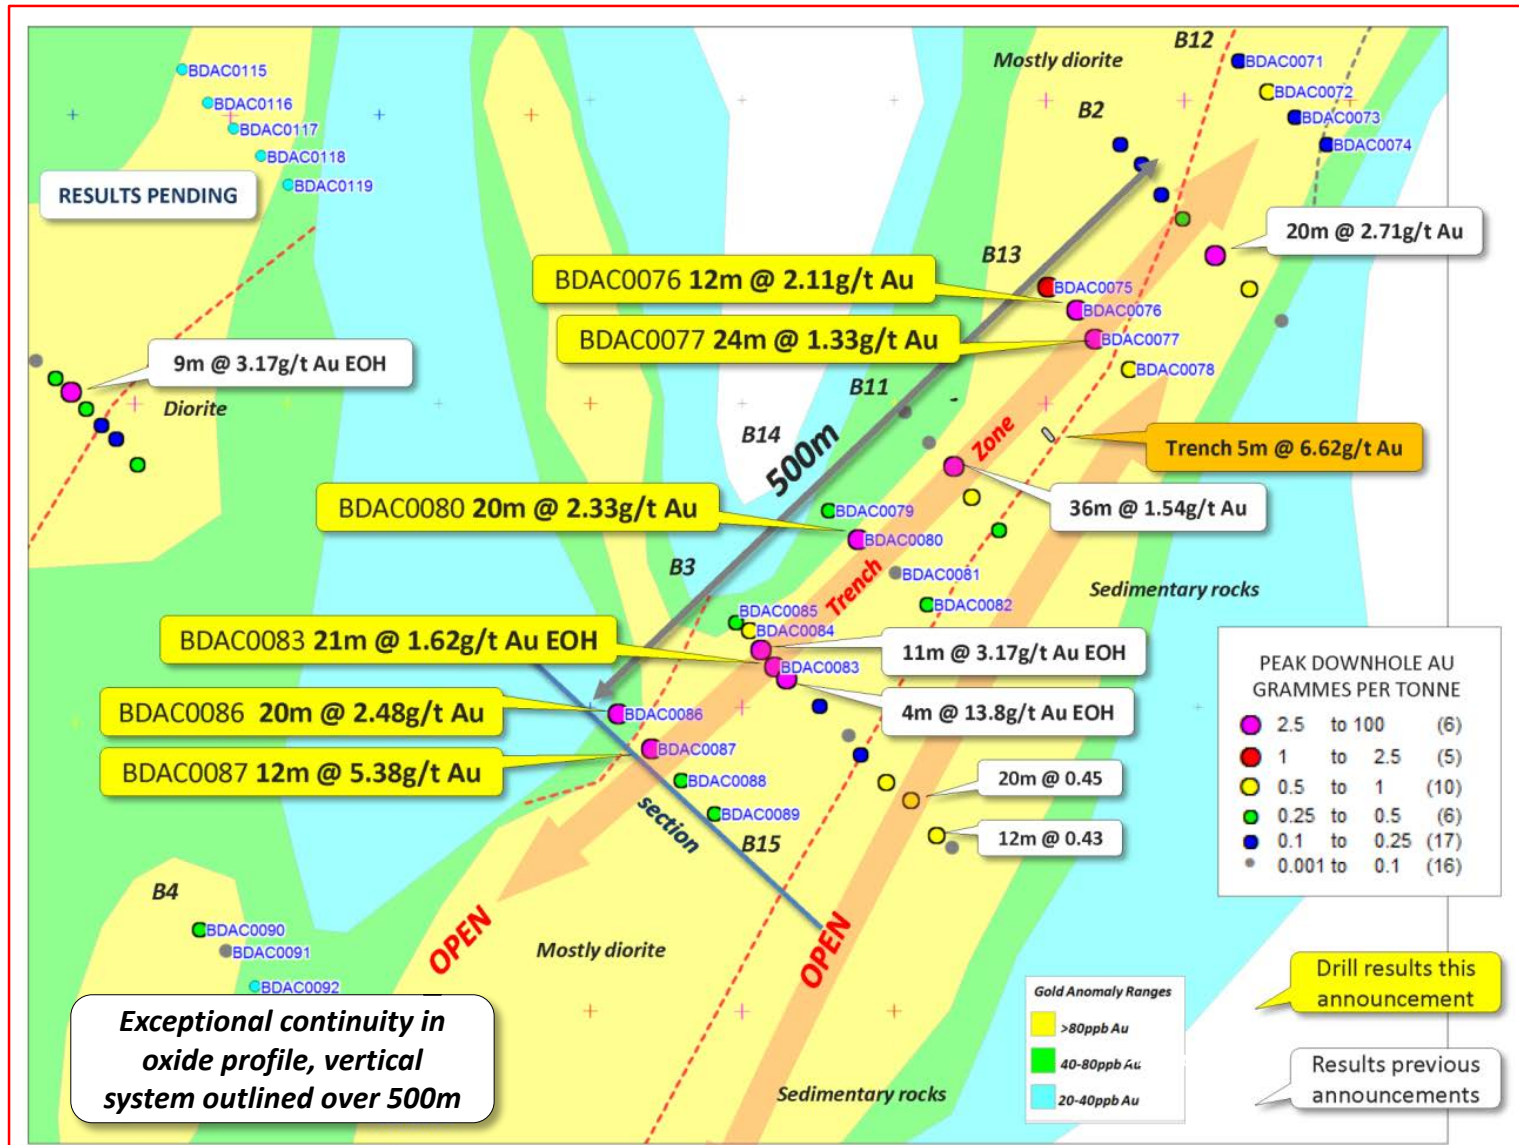 Mostly diorite
B12
BDAC0071
BDAC0072
BDAC0073
BDAC0074
BDAC0115
BDAC0116
BDAC0117
BDAC0118
BDAC0119
RESULTS PENDING
B2
20m @ 2.71g/t Au
B13
BDAC0076 12m @ 2.11g/t Au
BDAC0075
BDAC0076
BDAC0077 24m @ 1.33g/t Au
BDAC0077
BDAC0078
9m @ 3.17g/t Au EOH
Diorite
B11
B14
500m
Trench Zone
Trench 5m @ 6.62g/t Au
36m @ 1.54g/t Au
BDAC0080 20m @ 2.33g/t Au
BDAC0079
BDAC0080
BDAC0081
BDAC0082
B3
Sedimentary rocks
BDAC0085
BDAC0084
BDAC0083 21m @ 1.62g/t Au EOH
BDAC0083
11m @ 3.17g/t Au EOH
4m @ 13.8g/t Au EOH
BDAC0086 20m @ 2.48g/t Au
BDAC0086
BDAC0087 12m @ 5.38g/t Au
BDAC0087
BDAC0088
BDAC0089
section
B15
20m @ 0.45
12m @ 0.43
PEAK DOWNHOLE AU
GRAMMES PER TONNE
2.5 to 100 (6)
1 to 2.5 (5)
0.5 to 1 (10)
0.25 to 0.5 (6)
0.1 to 0.25 (17)
0.001 to 0.1 (16)
B4
BDAC0090
BDAC0091
BDAC0092
OPEN
Mostly diorite
OPEN
Exceptional continuity in
oxide profile, vertical
system outlined over 500m
Sedimentary rocks
Gold Anomaly Ranges
>80ppb Au
40-80ppb Au
20-40ppb Au
Drill results this
announcement
Results previous
announcements